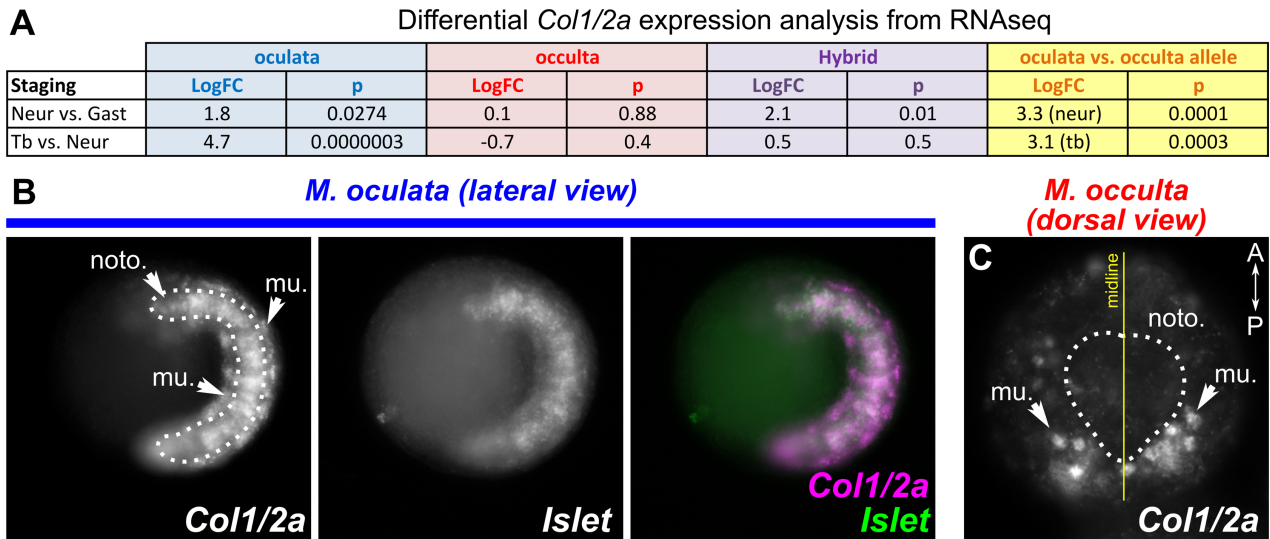 A
Differential Col1/2a expression analysis from RNAseq
oculata occulta Hybrid oculata vs. occulta allele
Staging LogFC p LogFC p LogFC p LogFC p
Neur vs. Gast 1.8 0.0274 0.1 0.88 2.1 0.01 3.3 (neur) 0.0001
Tb vs. Neur 4.7 0.0000003 -0.7 0.4 0.5 0.5 3.1 (tb) 0.0003
B
M. oculata (lateral view)
noto.
mu.
mu.
Col1/2a
Islet
Col1/2a
Islet
M. occulta
(dorsal view)
C
midline
A
P
noto.
mu.
mu.
Col1/2a